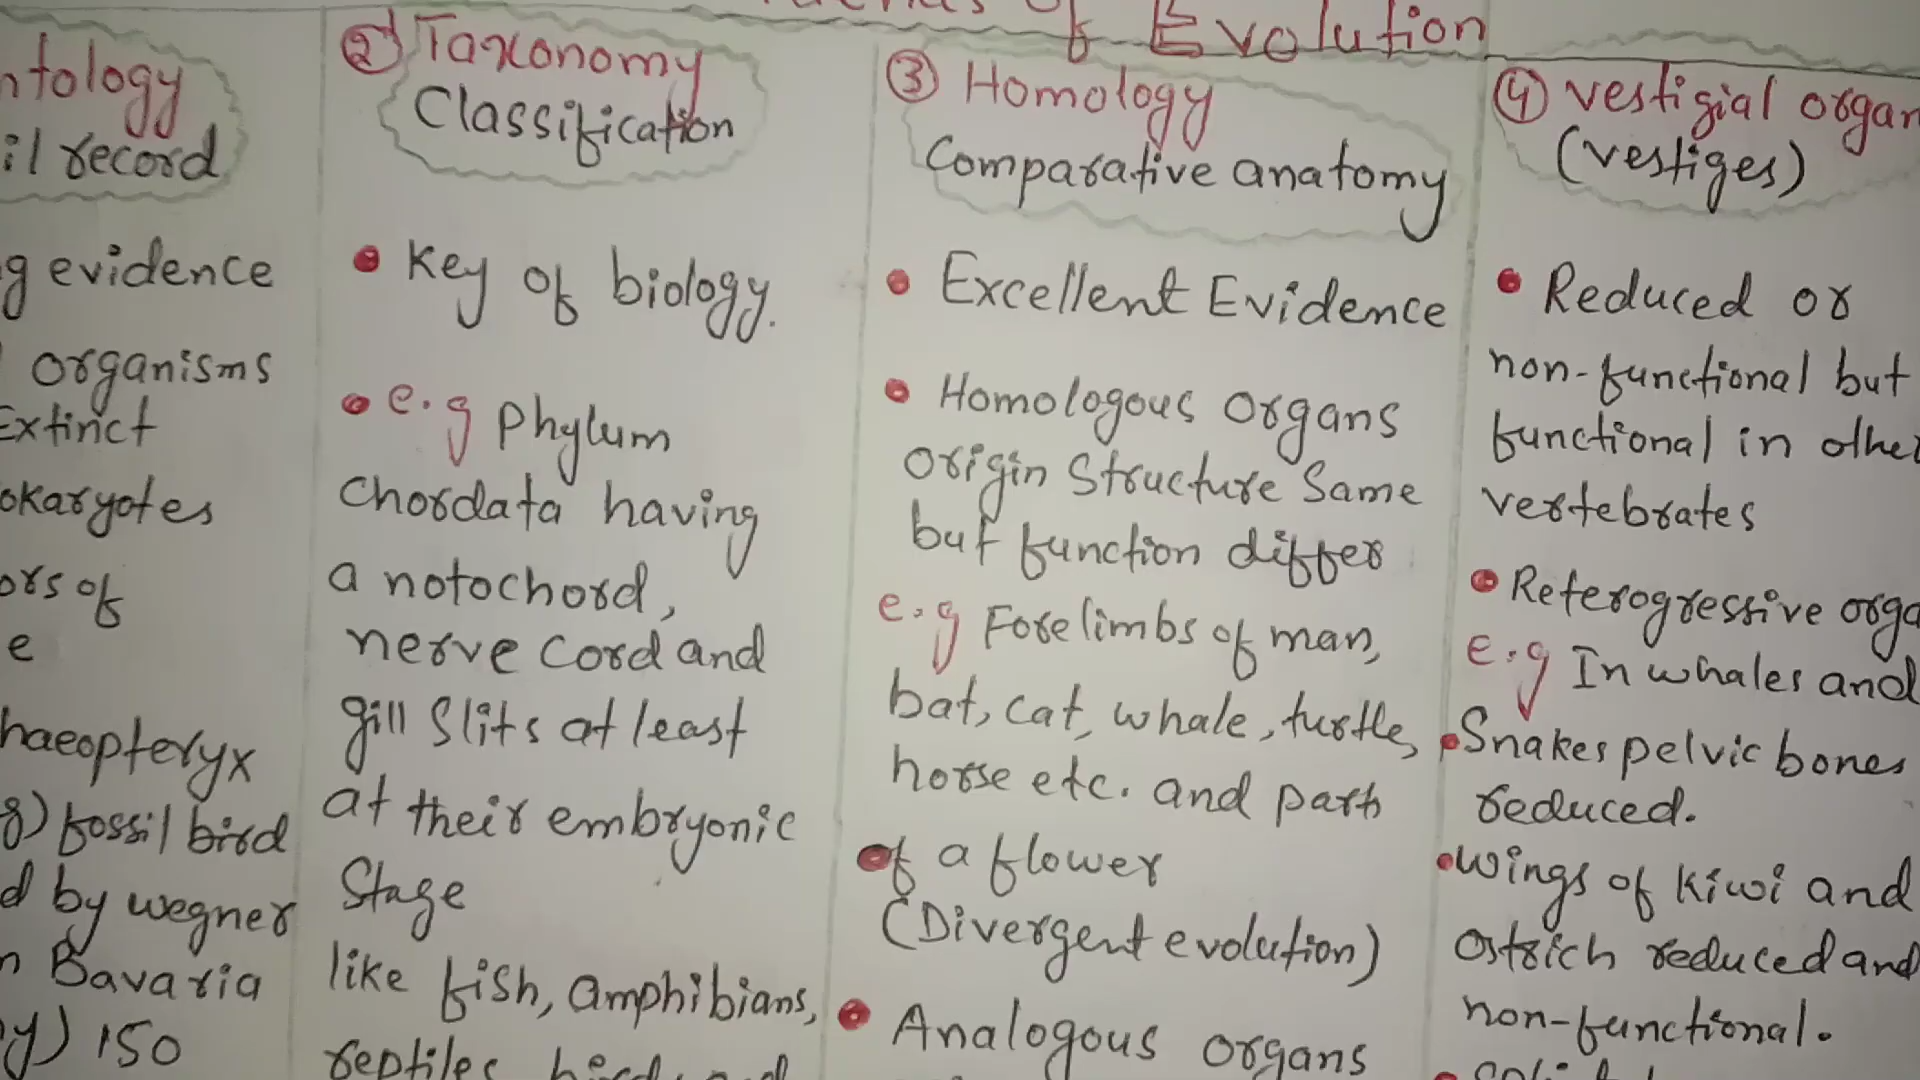 of Evolution
ntology
il record
g evidence
organisms
Extinct
okaryotes
ors of
e
haeopteryx
g) fossil bird
d by wegner
n Bavaria
y) 150
② Taxonomy
Classification
• Key of biology.
• e.g Phylum
Chordata having
a notochord,
nerve Cord and
gill Slits at least
at their embryonic
Stage
like fish, amphibians,
reptiles birds and
③ Homology
Comparative anatomy
• Excellent Evidence
• Homologous Organs
Origin Structure Same
but function differ
e.g Forelimbs of man,
bat, cat, whale, turtle,
horse etc. and parts
of a flower
(Divergent evolution)
• Analogous organs
④ vestigial organ
(vestiges)
• Reduced or
non-functional but
functional in other
vertebrates
• Reterogressive orga
e.g In whales and
• Snakes pelvic bones
reduced.
• wings of kiwi and
Ostrich reduced and
non-functional.